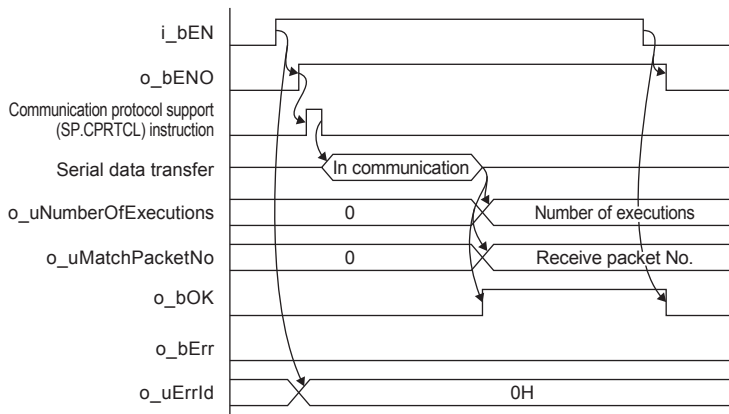 i_bEN
o_bENO
Communication protocol support
(SP.CPRTCL) instruction
Serial data transfer
In communication
o_uNumberOfExecutions
0
Number of executions
o_uMatchPacketNo
0
Receive packet No.
o_bOK
o_bErr
o_uErrId
0H